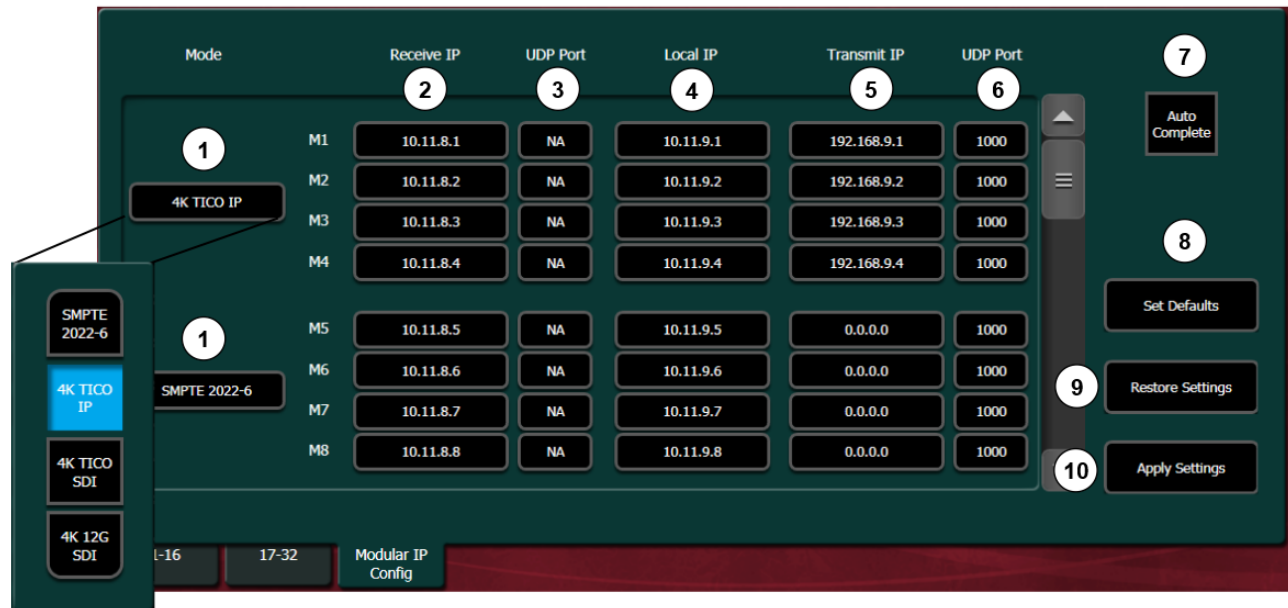 Mode Receive IP UDP Port Local IP Transmit IP UDP Port
2 3 4 5 6 7
Auto
Complete
1
M1 10.11.8.1 NA 10.11.9.1 192.168.9.1 1000
M2 10.11.8.2 NA 10.11.9.2 192.168.9.2 1000
4K TICO IP
M3 10.11.8.3 NA 10.11.9.3 192.168.9.3 1000
M4 10.11.8.4 NA 10.11.9.4 192.168.9.4 1000
8
Set Defaults
SMPTE
2022-6
1
M5 10.11.8.5 NA 10.11.9.5 0.0.0.0 1000
M6 10.11.8.6 NA 10.11.9.6 0.0.0.0 1000
SMPTE 2022-6
9 Restore Settings
4K TICO
IP
M7 10.11.8.7 NA 10.11.9.7 0.0.0.0 1000
M8 10.11.8.8 NA 10.11.9.8 0.0.0.0 1000
10 Apply Settings
4K TICO
SDI
4K 12G
SDI
1-16 17-32 Modular IP
Config